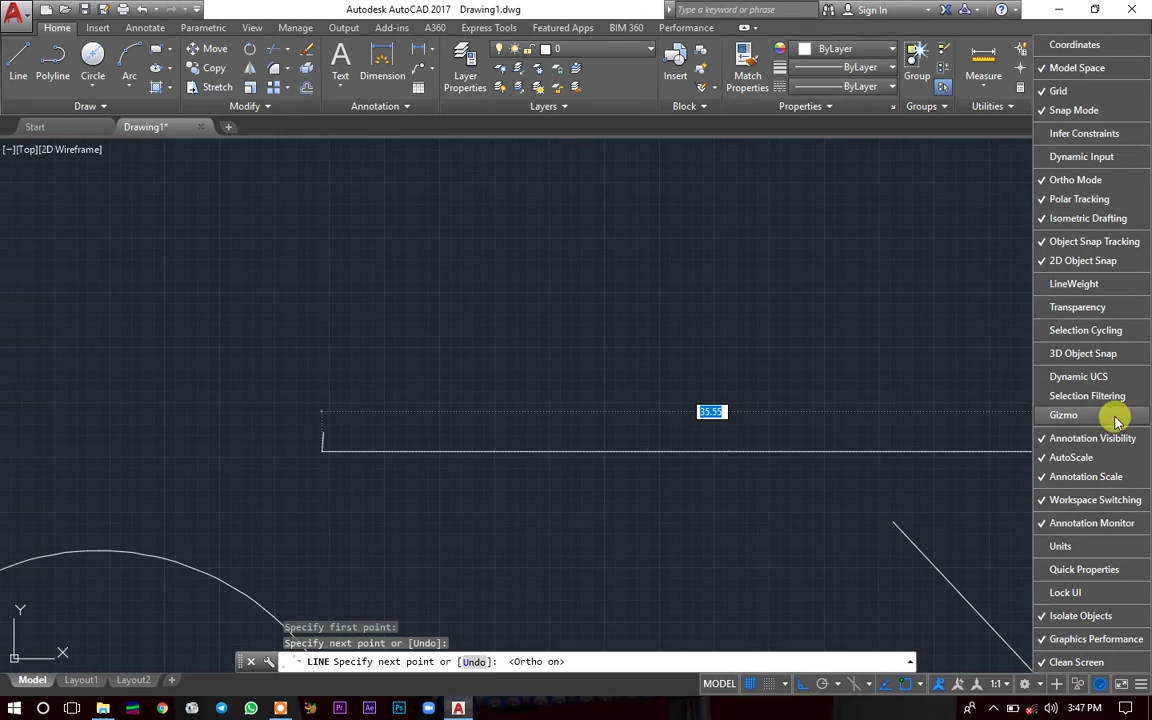 Autodesk AutoCAD 2017 Drawing1.dwg
Type a keyword or phrase
Sign In
Home Insert Annotate Parametric View Manage Output Add-ins A360 Express Tools Featured Apps BIM 360 Performance
Line Polyline Circle Arc
Move
Copy
Stretch
Text Dimension
Layer
Properties
0
Insert
Match
Properties
ByLayer
ByLayer
ByLayer
Group
Measure
Draw Modify Annotation Layers Block Properties Groups Utilities
Start Drawing1*
[−][Top][2D Wireframe]
Coordinates
Model Space
Grid
Snap Mode
Infer Constraints
Dynamic Input
Ortho Mode
Polar Tracking
Isometric Drafting
Object Snap Tracking
2D Object Snap
LineWeight
Transparency
Selection Cycling
3D Object Snap
Dynamic UCS
Selection Filtering
Gizmo
Annotation Visibility
AutoScale
Annotation Scale
Workspace Switching
Annotation Monitor
Units
Quick Properties
Lock UI
Isolate Objects
Graphics Performance
Clean Screen
35.55
Y
X
Specify first point:
Specify next point or [Undo]:
LINE Specify next point or [Undo]: <Ortho on>
Model Layout1 Layout2
MODEL
1:1
3:47 PM